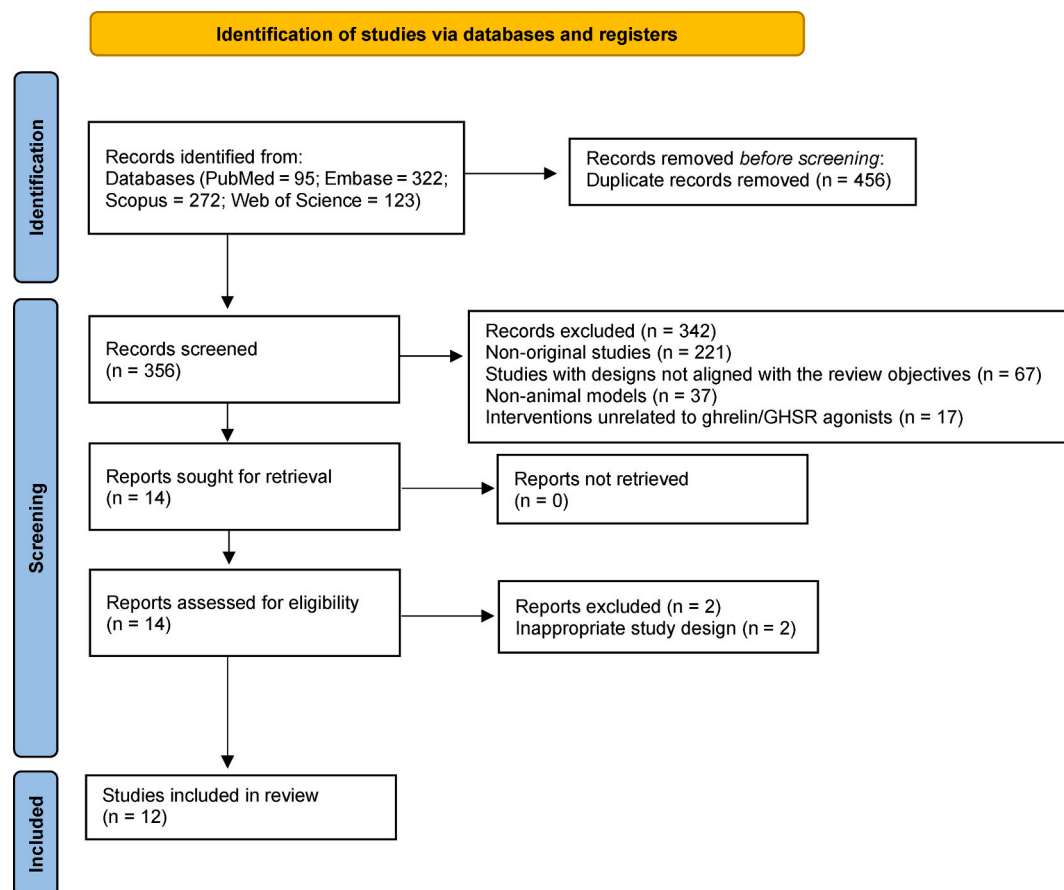 Identification of studies via databases and registers
Identification
Records identified from:
Databases (PubMed = 95; Embase = 322;
Scopus = 272; Web of Science = 123)
Records removed before screening:
Duplicate records removed (n = 456)
Screening
Records screened
(n = 356)
Records excluded (n = 342)
Non-original studies (n = 221)
Studies with designs not aligned with the review objectives (n = 67)
Non-animal models (n = 37)
Interventions unrelated to ghrelin/GHSR agonists (n = 17)
Reports sought for retrieval
(n = 14)
Reports not retrieved
(n = 0)
Reports assessed for eligibility
(n = 14)
Reports excluded (n = 2)
Inappropriate study design (n = 2)
Included
Studies included in review
(n = 12)